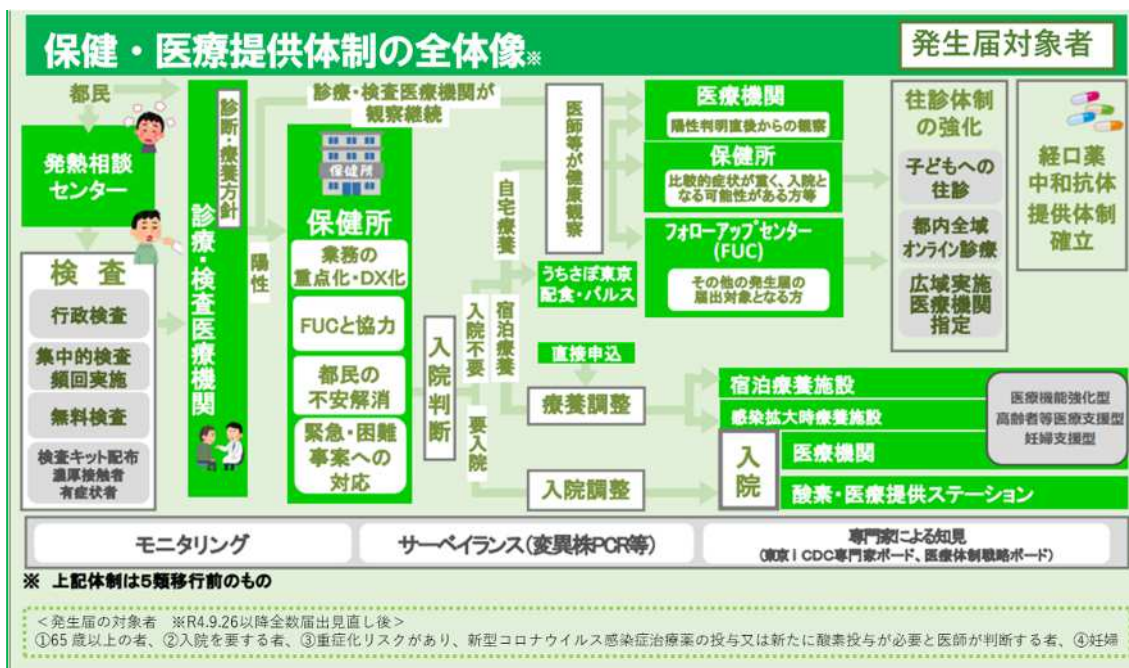 保健・医療提供体制の全体像※
発生届対象者
都民
発熱相談
センター
検査
行政検査
集中的検査
頻回実施
無料検査
検査キット配布
濃厚接触者
有症状者
診断・療養方針
診療・検査医療機関
診療・検査医療機関が
観察継続
陽性
保健所
保健所
業務の
重点化・DX化
FUCと協力
都民の
不安解消
緊急・困難
事案への
対応
入院判断
入院不要
要入院
自宅療養
宿泊療養
医師等が健康観察
うちさぽ東京
配食・パルス
直接申込
療養調整
入院調整
医療機関
陽性判明直後からの観察
保健所
比較的症状が重く、入院と
なる可能性がある方等
フォローアップセンター
(FUC)
その他の発生届の
届出対象となる方
往診体制
の強化
子どもへの
往診
都内全域
オンライン診療
広域実施
医療機関
指定
経口薬
中和抗体
提供体制
確立
宿泊療養施設
感染拡大時療養施設
入院
医療機関
酸素・医療提供ステーション
医療機能強化型
高齢者等医療支援型
妊婦支援型
モニタリング
サーベイランス(変異株PCR等)
専門家による知見
(東京iCDC専門家ボード、医療体制戦略ボード)
※ 上記体制は5類移行前のもの
<発生届の対象者 ※R4.9.26以降全数届出見直し後>
①65歳以上の者、②入院を要する者、③重症化リスクがあり、新型コロナウイルス感染症治療薬の投与又は新たに酸素投与が必要と医師が判断する者、④妊婦